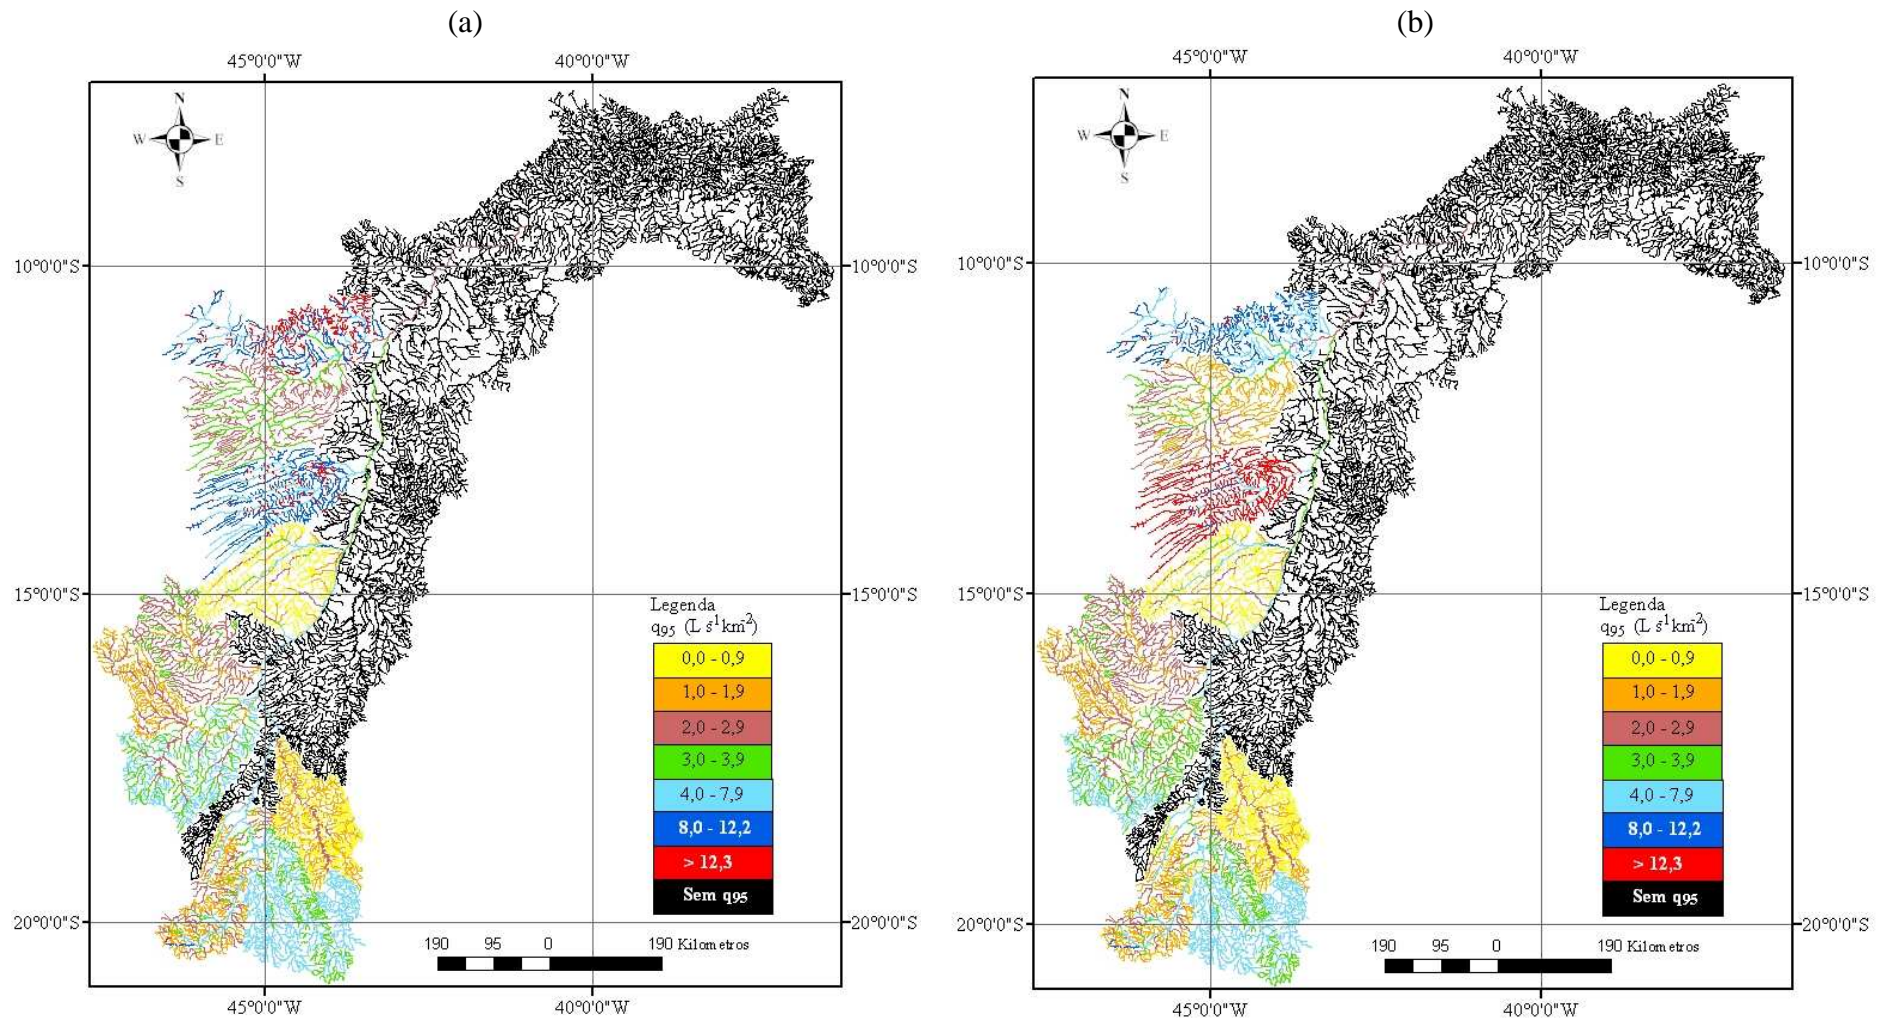 (a)
45°0'0"W 40°0'0"W
N
W E
S
10°0'0"S 10°0'0"S
15°0'0"S 15°0'0"S
Legenda
q95 (L s¹km²)
0,0 - 0,9
1,0 - 1,9
2,0 - 2,9
3,0 - 3,9
4,0 - 7,9
8,0 - 12,2
> 12,3
Sem q95
20°0'0"S 20°0'0"S
190 95 0 190 Kilometros
45°0'0"W 40°0'0"W
(b)
45°0'0"W 40°0'0"W
N
W E
S
10°0'0"S 10°0'0"S
15°0'0"S 15°0'0"S
Legenda
q95 (L s¹km²)
0,0 - 0,9
1,0 - 1,9
2,0 - 2,9
3,0 - 3,9
4,0 - 7,9
8,0 - 12,2
> 12,3
Sem q95
20°0'0"S 20°0'0"S
190 95 0 190 Kilometros
45°0'0"W 40°0'0"W